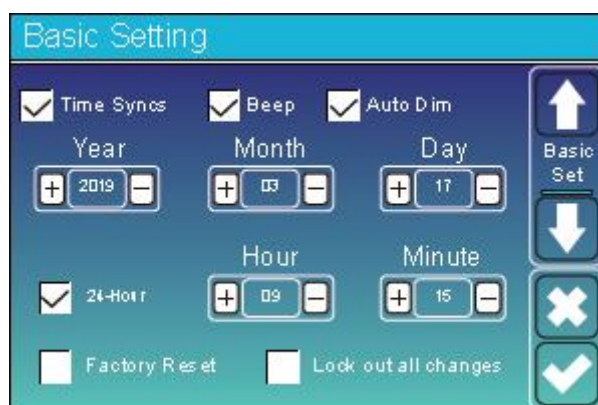 Basic Setting
Time Syncs Beep Auto Dim
Year Month Day
Basic
Set
+ 2019 − + 03 − + 17 −
Hour Minute
24-Hour + 09 − + 15 −
Factory Reset Lock out all changes